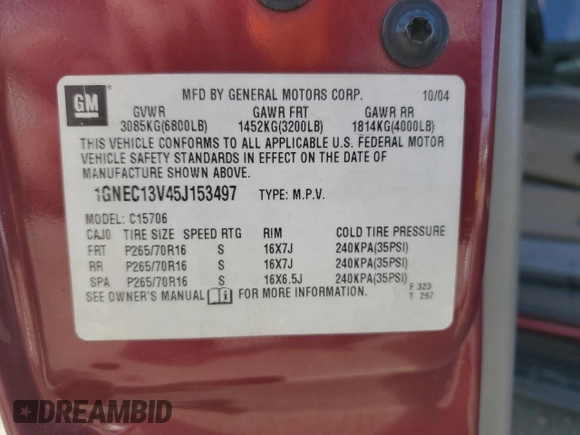 GM
MFD BY GENERAL MOTORS CORP. 10/04
GVWR GAWR FRT GAWR RR
3085KG(6800LB) 1452KG(3200LB) 1814KG(4000LB)
THIS VEHICLE CONFORMS TO ALL APPLICABLE U.S. FEDERAL MOTOR
VEHICLE SAFETY STANDARDS IN EFFECT ON THE DATE OF
MANUFACTURE SHOWN ABOVE.
1GNEC13V45J153497 TYPE: M.P.V.
MODEL: C15706
CAJ0 TIRE SIZE SPEED RTG RIM COLD TIRE PRESSURE
FRT P265/70R16 S 16X7J 240KPA(35PSI)
RR P265/70R16 S 16X7J 240KPA(35PSI)
SPA P265/70R16 S 16X6.5J 240KPA(35PSI)
SEE OWNER'S MANUAL i FOR MORE INFORMATION.
F 323
T 297
DREAMBID